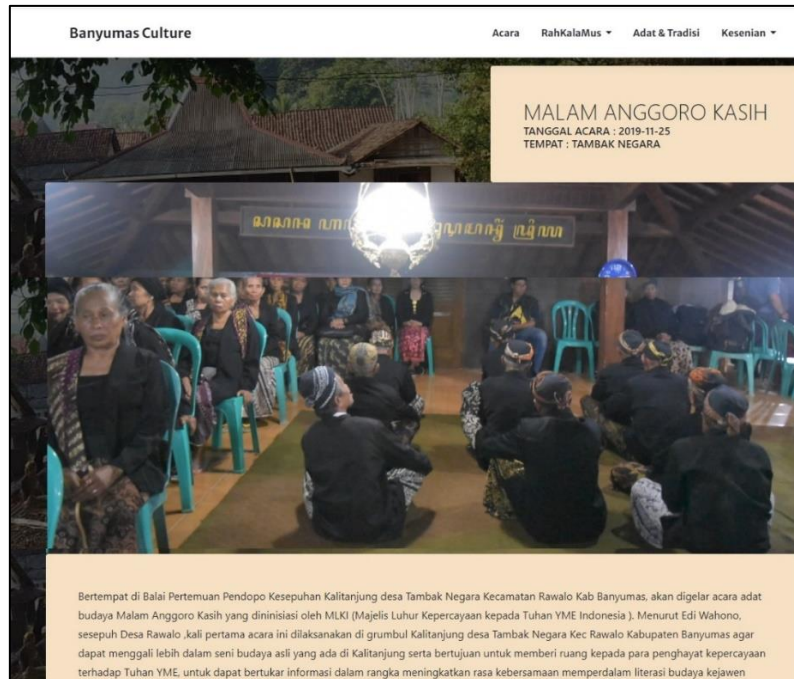 Banyumas Culture
Acara RahKalaMus Adat & Tradisi Kesenian
MALAM ANGGORO KASIH
TANGGAL ACARA : 2019-11-25
TEMPAT : TAMBAK NEGARA
Bertempat di Balai Pertemuan Pendopo Kesepuhan Kalitanjung desa Tambak Negara Kecamatan Rawalo Kab Banyumas, akan digelar acara adat
budaya Malam Anggoro Kasih yang dininisiasi oleh MLKI (Majelis Luhur Kepercayaan kepada Tuhan YME Indonesia ). Menurut Edi Wahono,
sesepuh Desa Rawalo ,kali pertama acara ini dilaksanakan di grumbul Kalitanjung desa Tambak Negara Kec Rawalo Kabupaten Banyumas agar
dapat menggali lebih dalam seni budaya asli yang ada di Kalitanjung serta bertujuan untuk memberi ruang kepada para penghayat kepercayaan
terhadap Tuhan YME, untuk dapat bertukar informasi dalam rangka meningkatkan rasa kebersamaan memperdalam literasi budaya kejawen